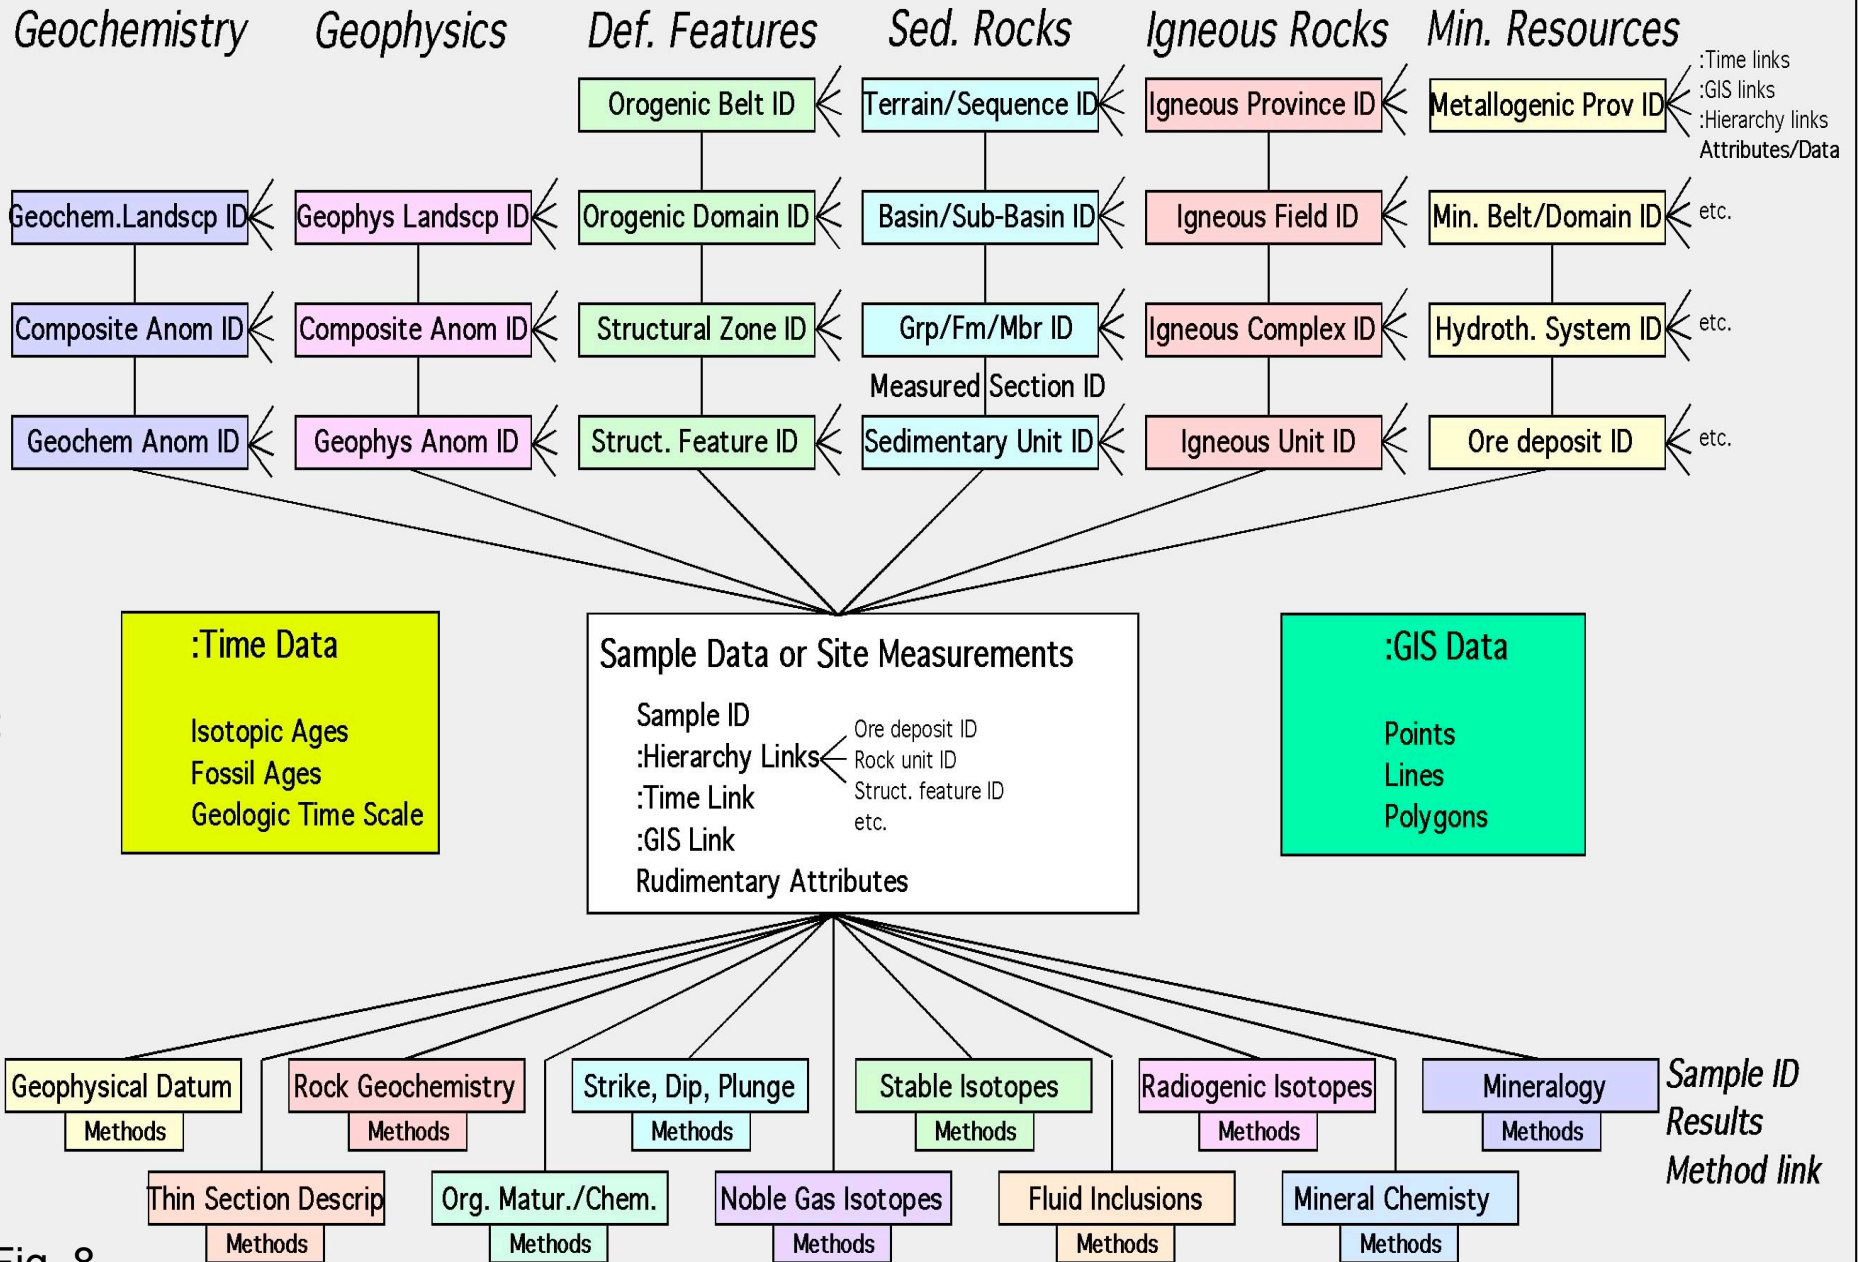 Geochemistry Geophysics Def. Features Sed. Rocks Igneous Rocks Min. Resources
:Time links
:GIS links
:Hierarchy links
Attributes/Data
Orogenic Belt ID Terrain/Sequence ID Igneous Province ID Metallogenic Prov ID
Geochem.Landscp ID Geophys Landscp ID Orogenic Domain ID Basin/Sub-Basin ID Igneous Field ID Min. Belt/Domain ID etc.
Composite Anom ID Composite Anom ID Structural Zone ID Grp/Fm/Mbr ID Igneous Complex ID Hydroth. System ID etc.
Measured Section ID
Geochem Anom ID Geophys Anom ID Struct. Feature ID Sedimentary Unit ID Igneous Unit ID Ore deposit ID etc.
:Time Data
Isotopic Ages
Fossil Ages
Geologic Time Scale
Sample Data or Site Measurements
Sample ID
:Hierarchy Links
:Time Link
:GIS Link
Rudimentary Attributes
Ore deposit ID
Rock unit ID
Struct. feature ID
etc.
:GIS Data
Points
Lines
Polygons
Geophysical Datum Rock Geochemistry Strike, Dip, Plunge Stable Isotopes Radiogenic Isotopes Mineralogy
Methods Methods Methods Methods Methods Methods
Sample ID
Results
Method link
Thin Section Descrip Org. Matur./Chem. Noble Gas Isotopes Fluid Inclusions Mineral Chemisty
Methods Methods Methods Methods Methods
Fig. 8